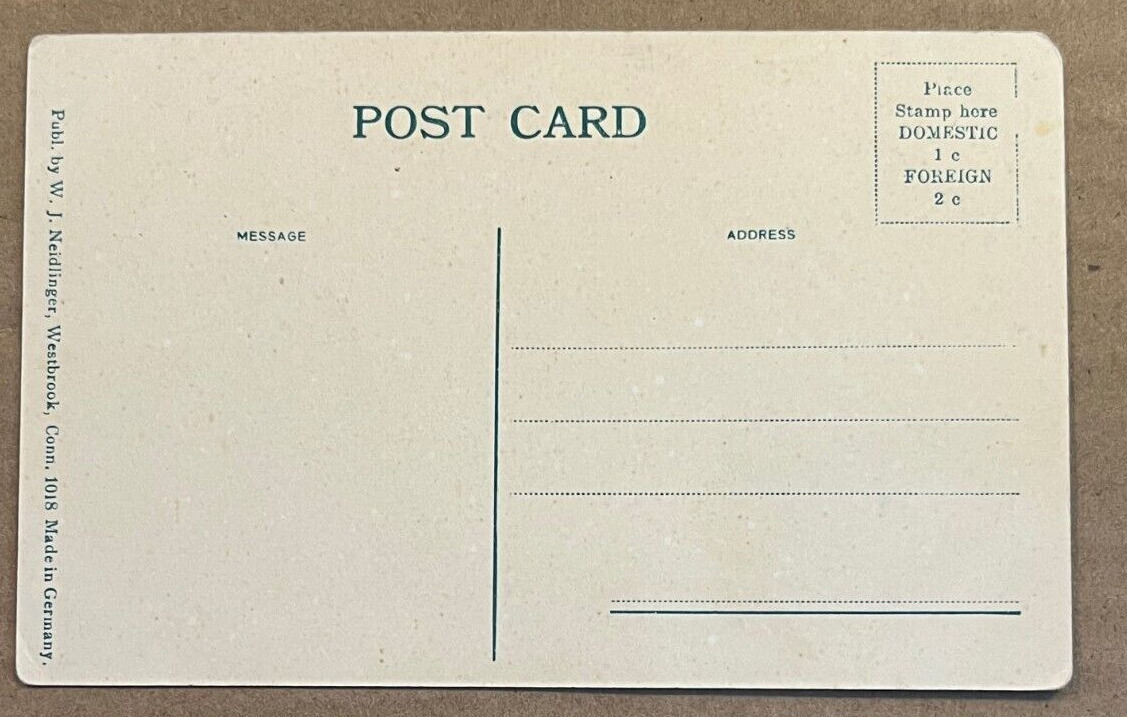 POST CARD
Place
Stamp here
DOMESTIC
1 c
FOREIGN
2 c
MESSAGE
ADDRESS
Publ. by W. J. Neidlinger, Westbrook, Conn. 1018 Made in Germany.